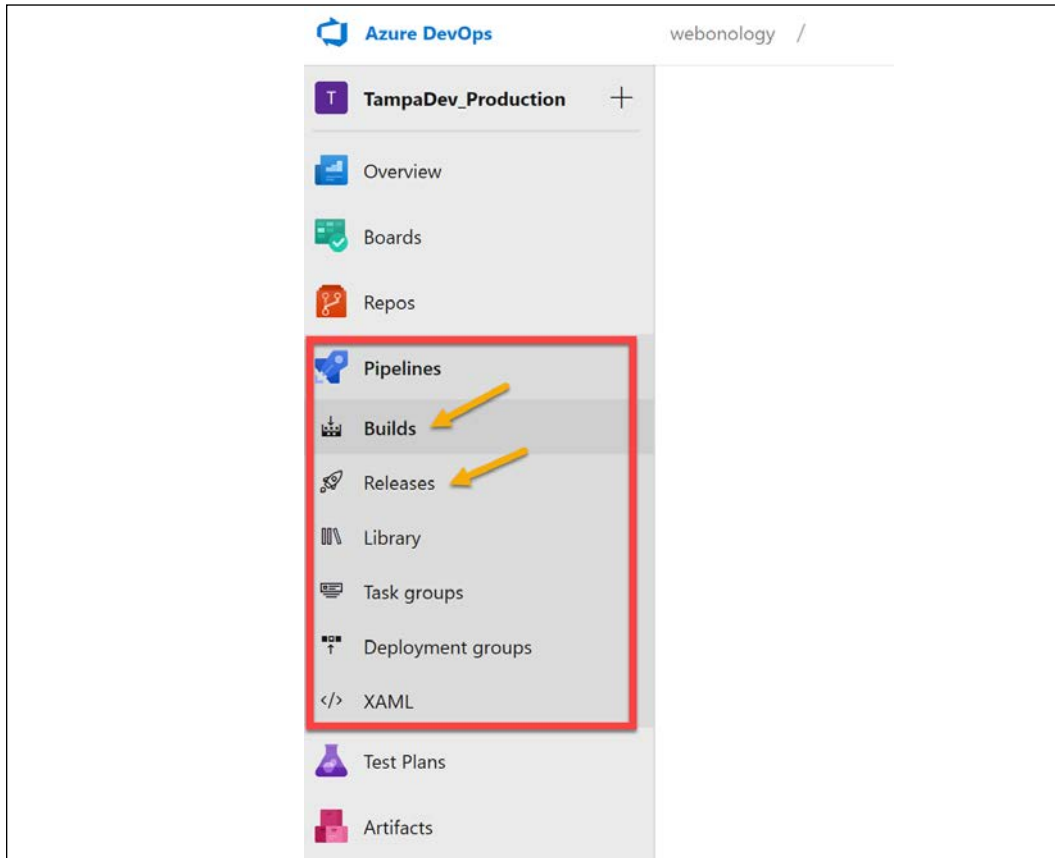 Azure DevOps webonology /
T TampaDev_Production +
Overview
Boards
Repos
Pipelines
Builds
Releases
Library
Task groups
Deployment groups
</> XAML
Test Plans
Artifacts